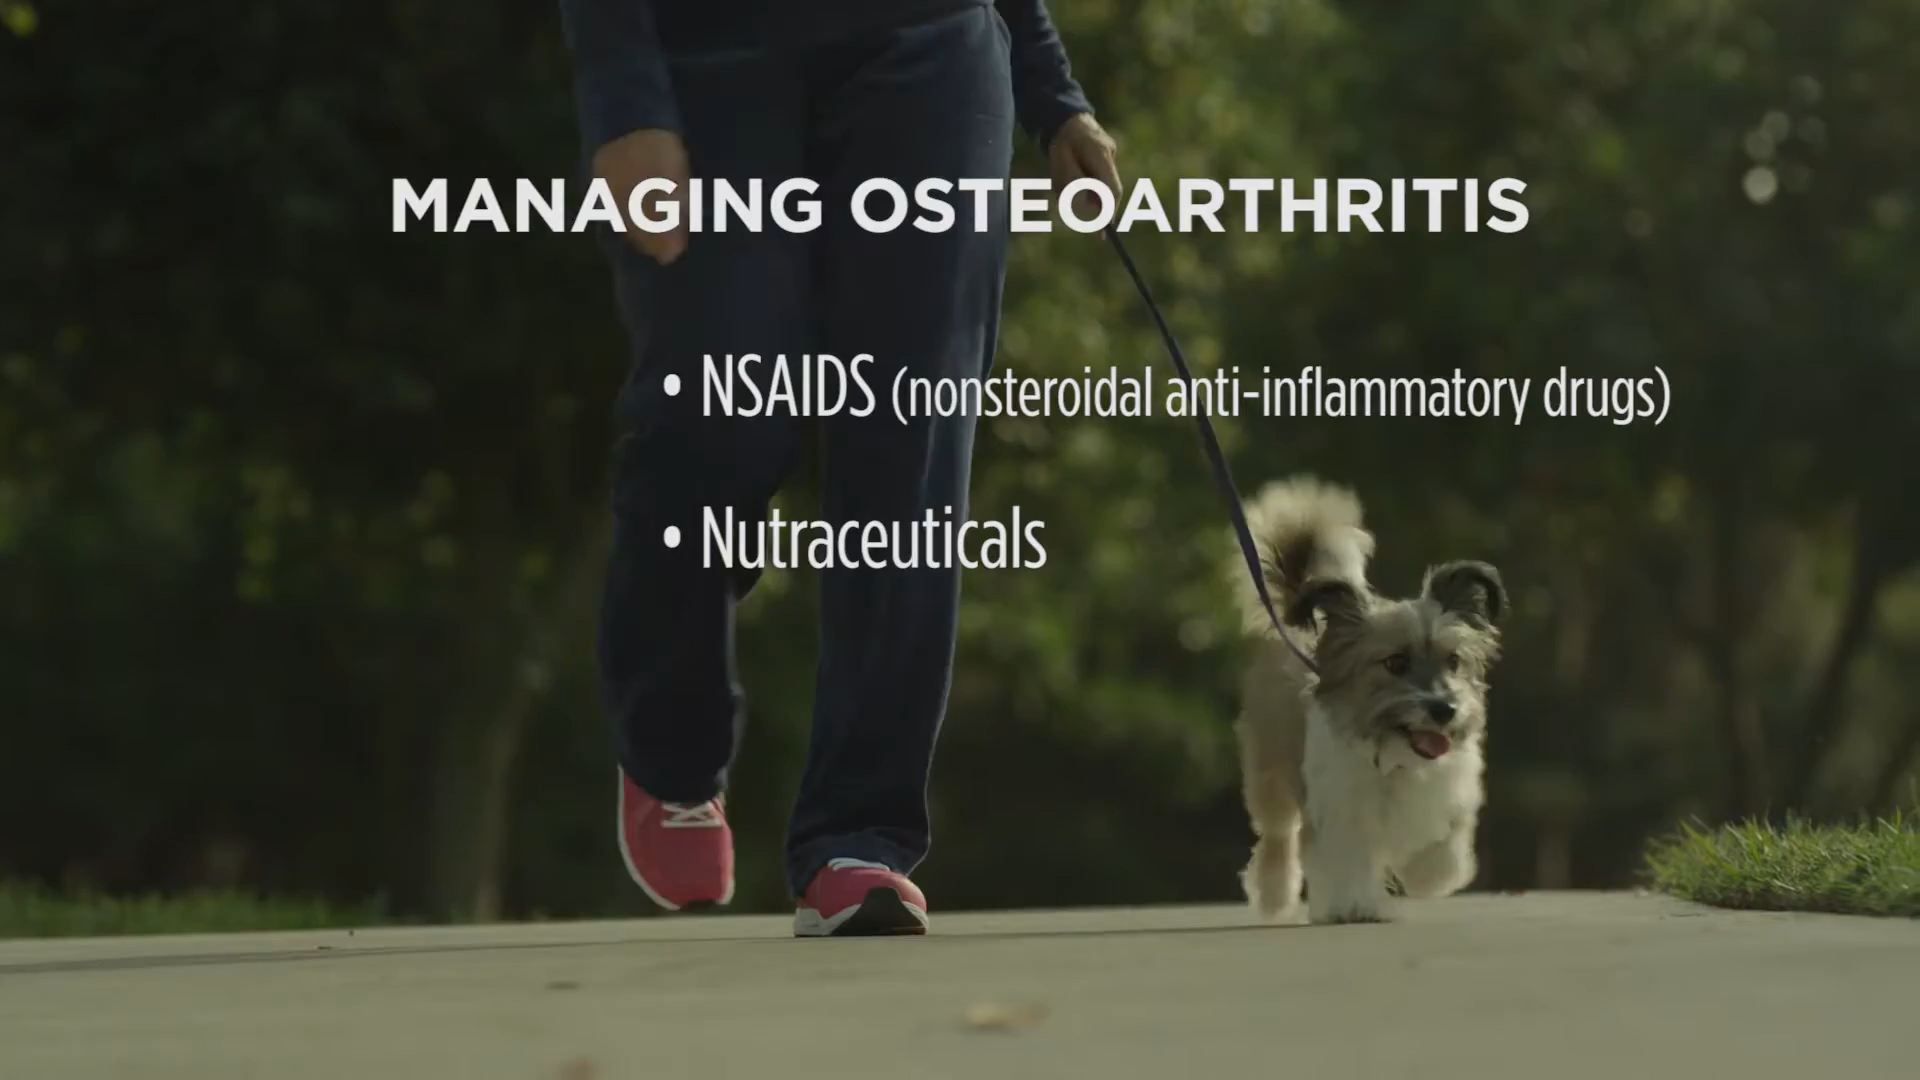 MANAGING OSTEOARTHRITIS
• NSAIDS (nonsteroidal anti-inflammatory drugs)
• Nutraceuticals